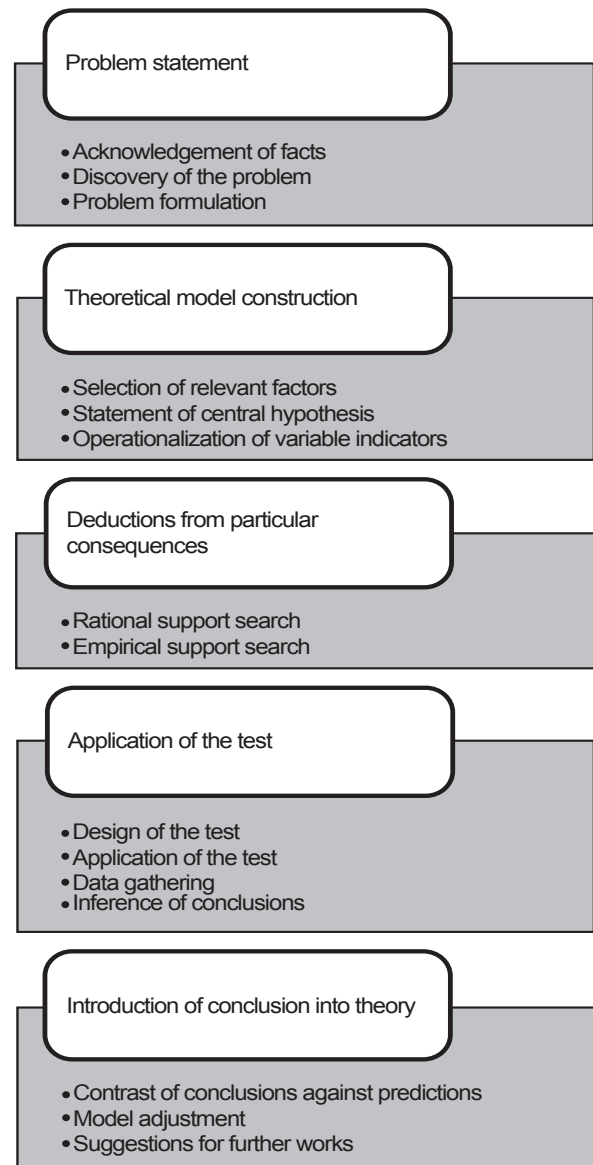 Problem statement
•Acknowledgement of facts
•Discovery of the problem
•Problem formulation
Theoretical model construction
•Selection of relevant factors
•Statement of central hypothesis
•Operationalization of variable indicators
Deductions from particular
consequences
•Rational support search
•Empirical support search
Application of the test
•Design of the test
•Application of the test
•Data gathering
•Inference of conclusions
Introduction of conclusion into theory
•Contrast of conclusions against predictions
•Model adjustment
•Suggestions for further works